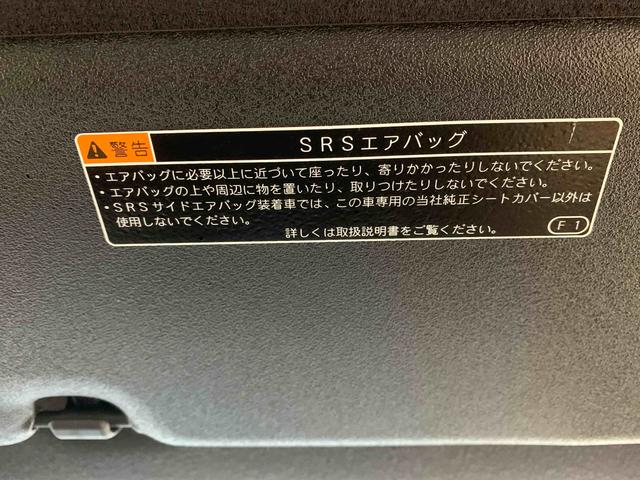 警告
SRSエアバッグ
・エアバッグに必要以上に近づいて座ったり、寄りかかったりしないでください。
・エアバッグの上や周辺に物を置いたり、取りつけたりしないでください。
・SRSサイドエアバッグ装着車では、この車専用の当社純正シートカバー以外は
使用しないでください。
詳しくは取扱説明書をご覧ください。
F1